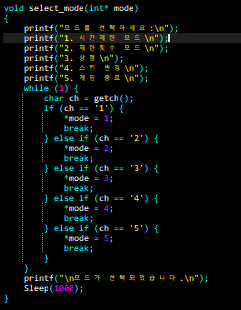 void select_mode(int* mode)
{
    printf("모드를 선택하세요:\n");
    printf("1. 시간제한 모드\n");
    printf("2. 제한횟수 모드\n");
    printf("3. 상점\n");
    printf("4. 스킨 변경\n");
    printf("5. 게임 종료\n");
    while (1) {
        char ch = getch();
        if (ch == '1') {
            *mode = 1;
            break;
        } else if (ch == '2') {
            *mode = 2;
            break;
        } else if (ch == '3') {
            *mode = 3;
            break;
        } else if (ch == '4') {
            *mode = 4;
            break;
        } else if (ch == '5') {
            *mode = 5;
            break;
        }
    }
    printf("\n모드가 선택되었습니다.\n");
    Sleep(1000);
}